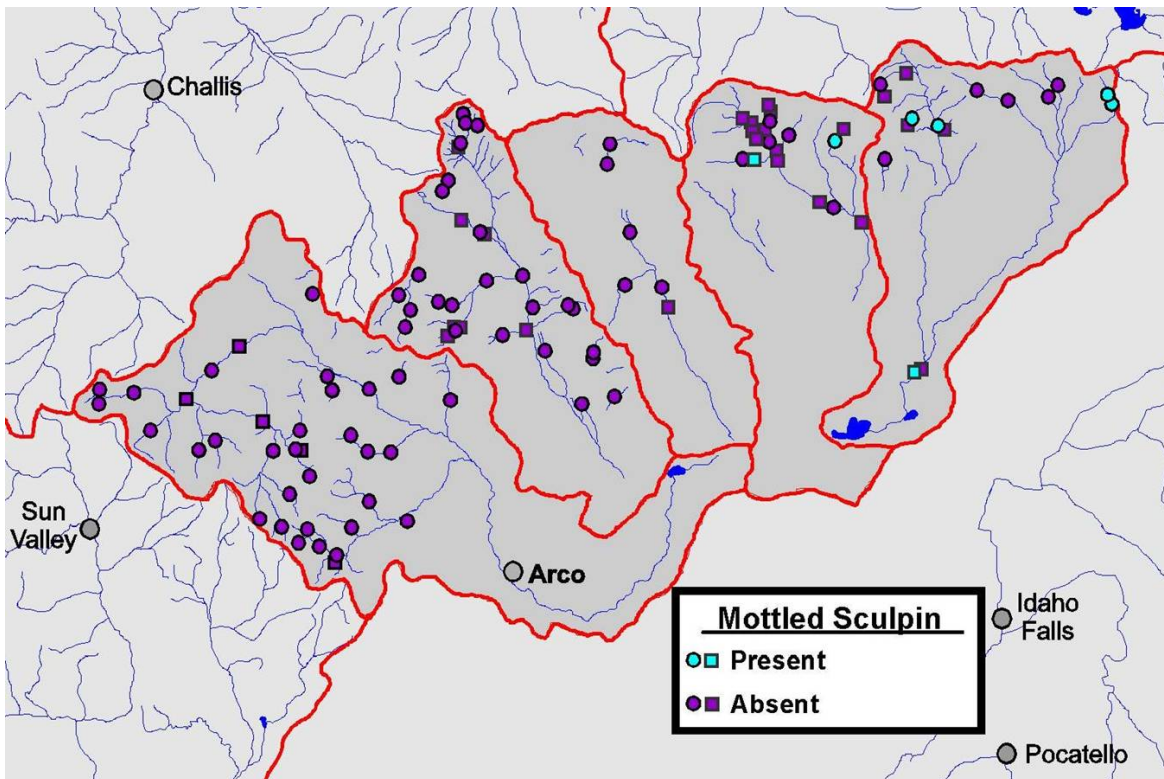 Challis
Sun
Valley
Arco
Mottled Sculpin
Present
Absent
Idaho
Falls
Pocatello